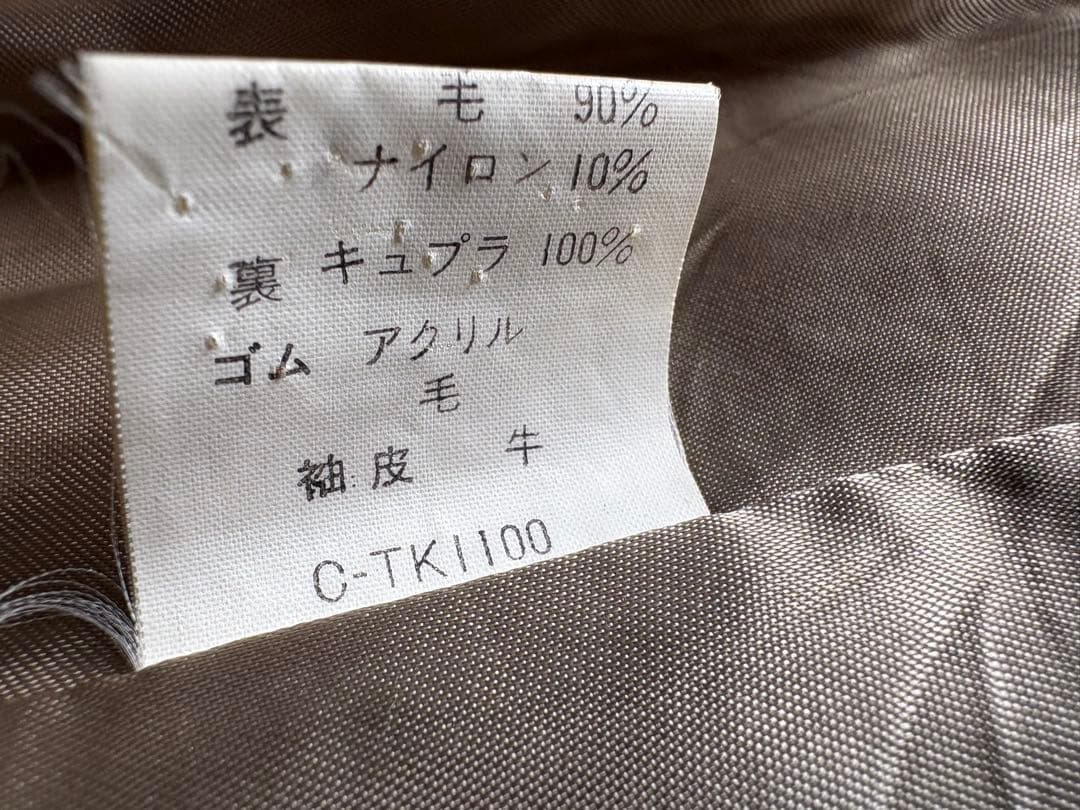 表 毛 90%
ナイロン 10%
裏 キュプラ 100%
ゴム アクリル
毛
袖皮 牛
C-TK1100